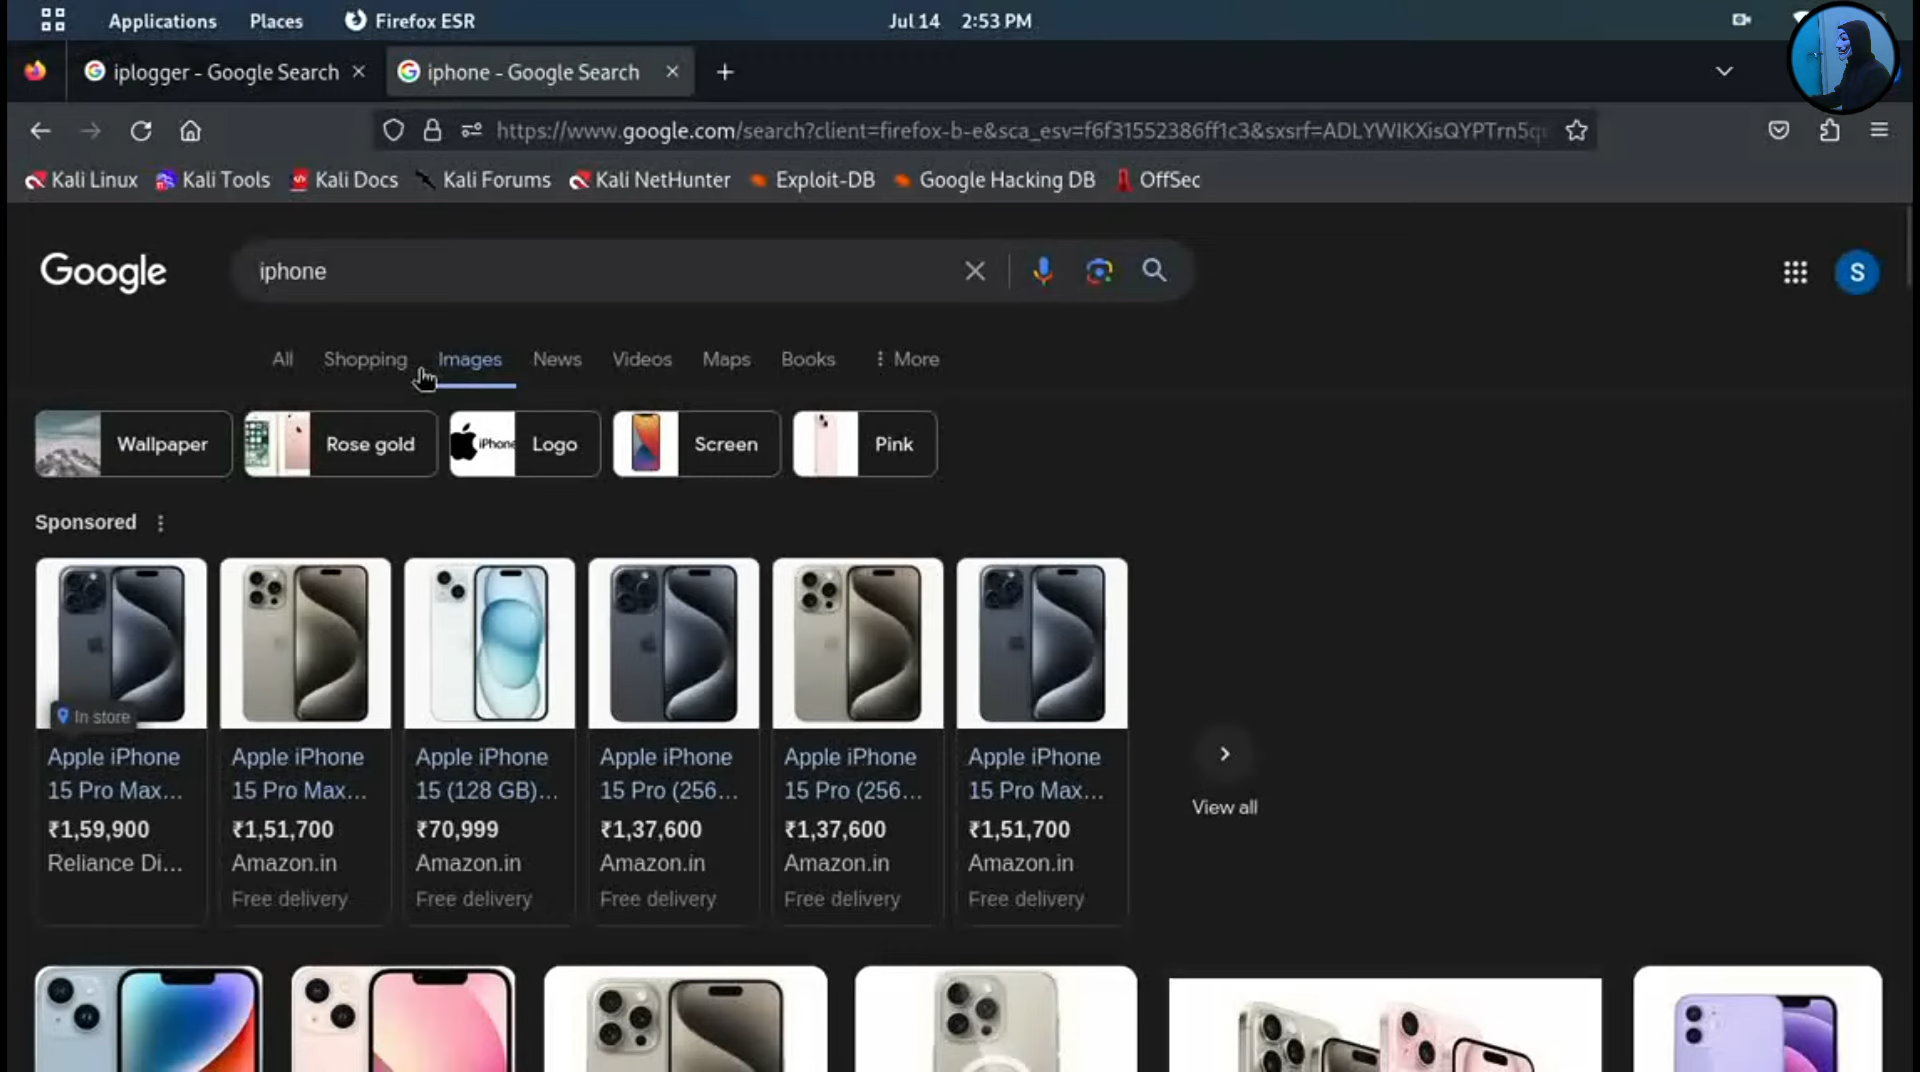 Applications Places Firefox ESR Jul 14 2:53 PM
iplogger - Google Search iphone - Google Search
https://www.google.com/search?client=firefox-b-e&sca_esv=f6f31552386ff1c3&sxsrf=ADLYWIKXisQYPTrn5q
Kali Linux Kali Tools Kali Docs Kali Forums Kali NetHunter Exploit-DB Google Hacking DB OffSec
Google iphone S
All Shopping Images News Videos Maps Books More
Wallpaper Rose gold iPhone Logo Screen Pink
Sponsored
In store
Apple iPhone Apple iPhone Apple iPhone Apple iPhone Apple iPhone Apple iPhone
15 Pro Max... 15 Pro Max... 15 (128 GB)... 15 Pro (256... 15 Pro (256... 15 Pro Max...
₹1,59,900 ₹1,51,700 ₹70,999 ₹1,37,600 ₹1,37,600 ₹1,51,700
Reliance Di... Amazon.in Amazon.in Amazon.in Amazon.in Amazon.in
Free delivery Free delivery Free delivery Free delivery Free delivery
View all